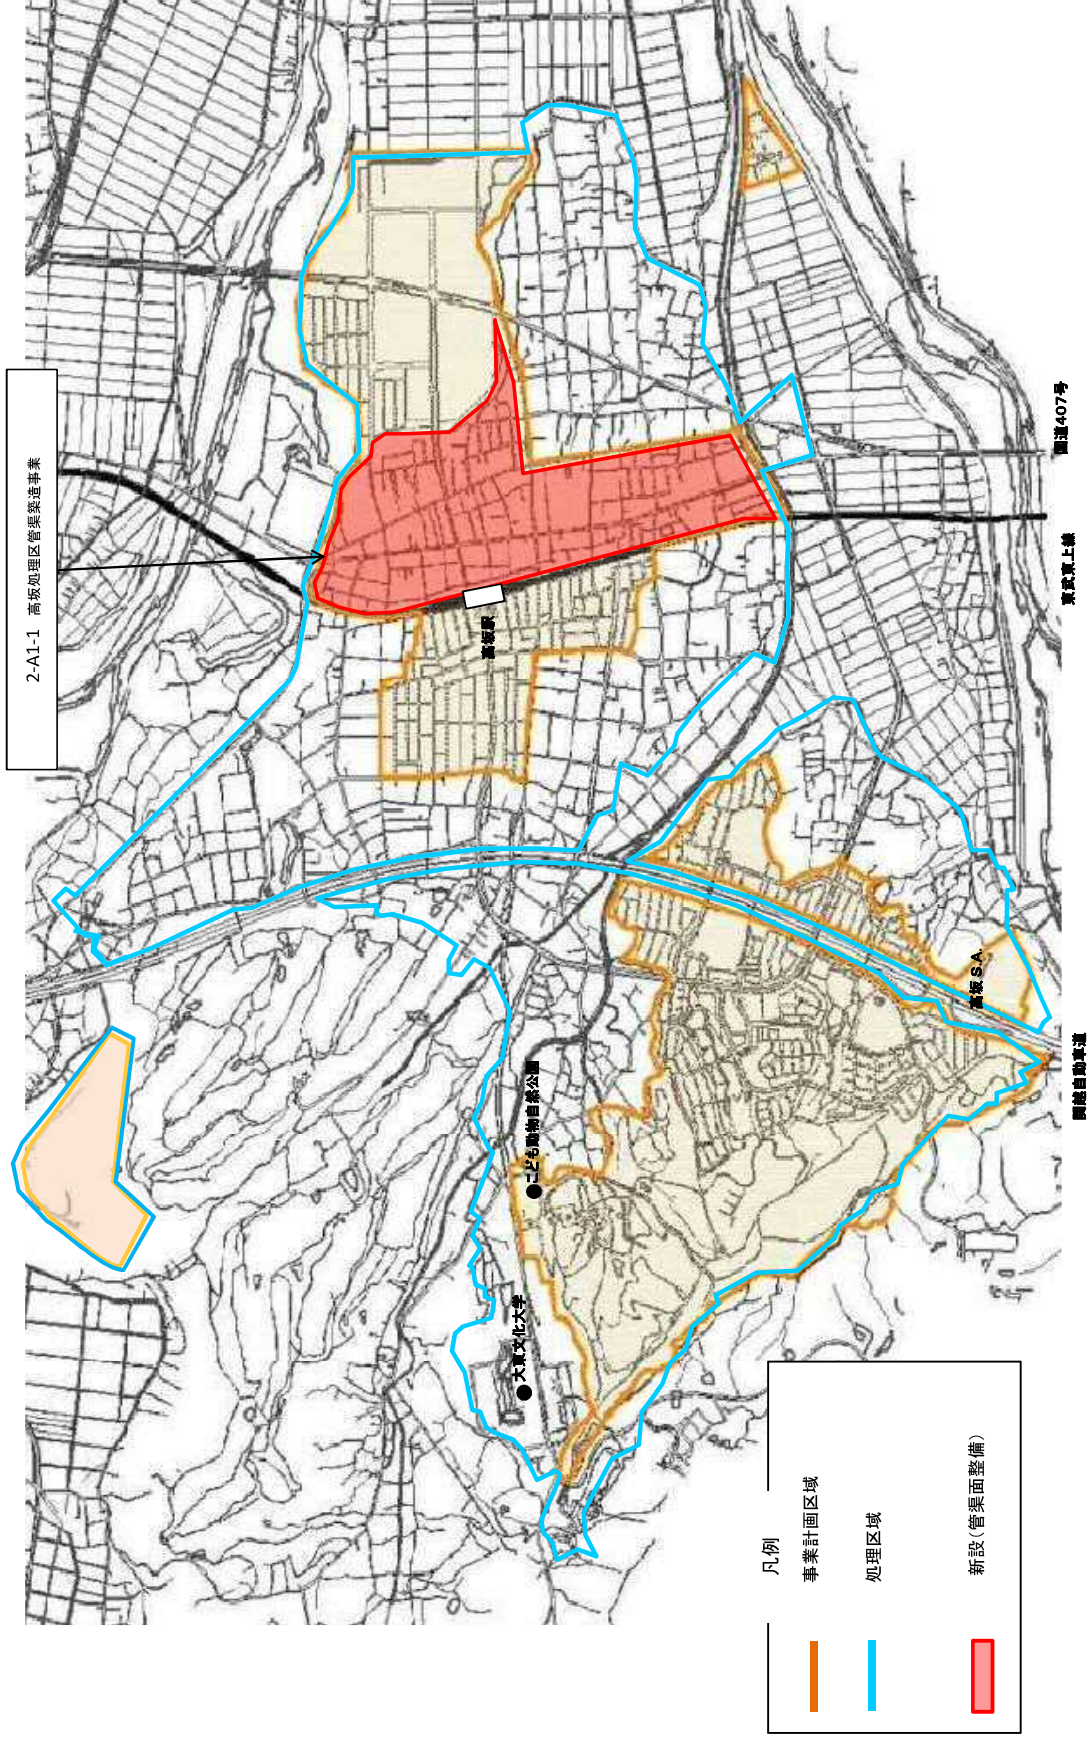 2-A1-1 高坂処理区管渠築造事業
高坂駅
国道407号
東武東上線
高坂S.A.
関越自動車道
こども動物自然公園
大東文化大学
凡例
事業計画区域
処理区域
新設(管渠面整備)